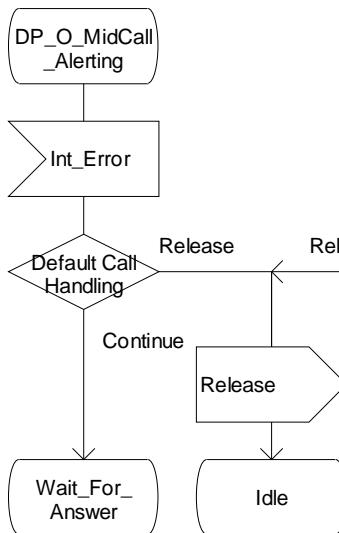 DP_O_MidCall
_Alerting
Int_Error
Release
Default Call
Handling
Continue
Release
Wait_For_
Answer
Idle